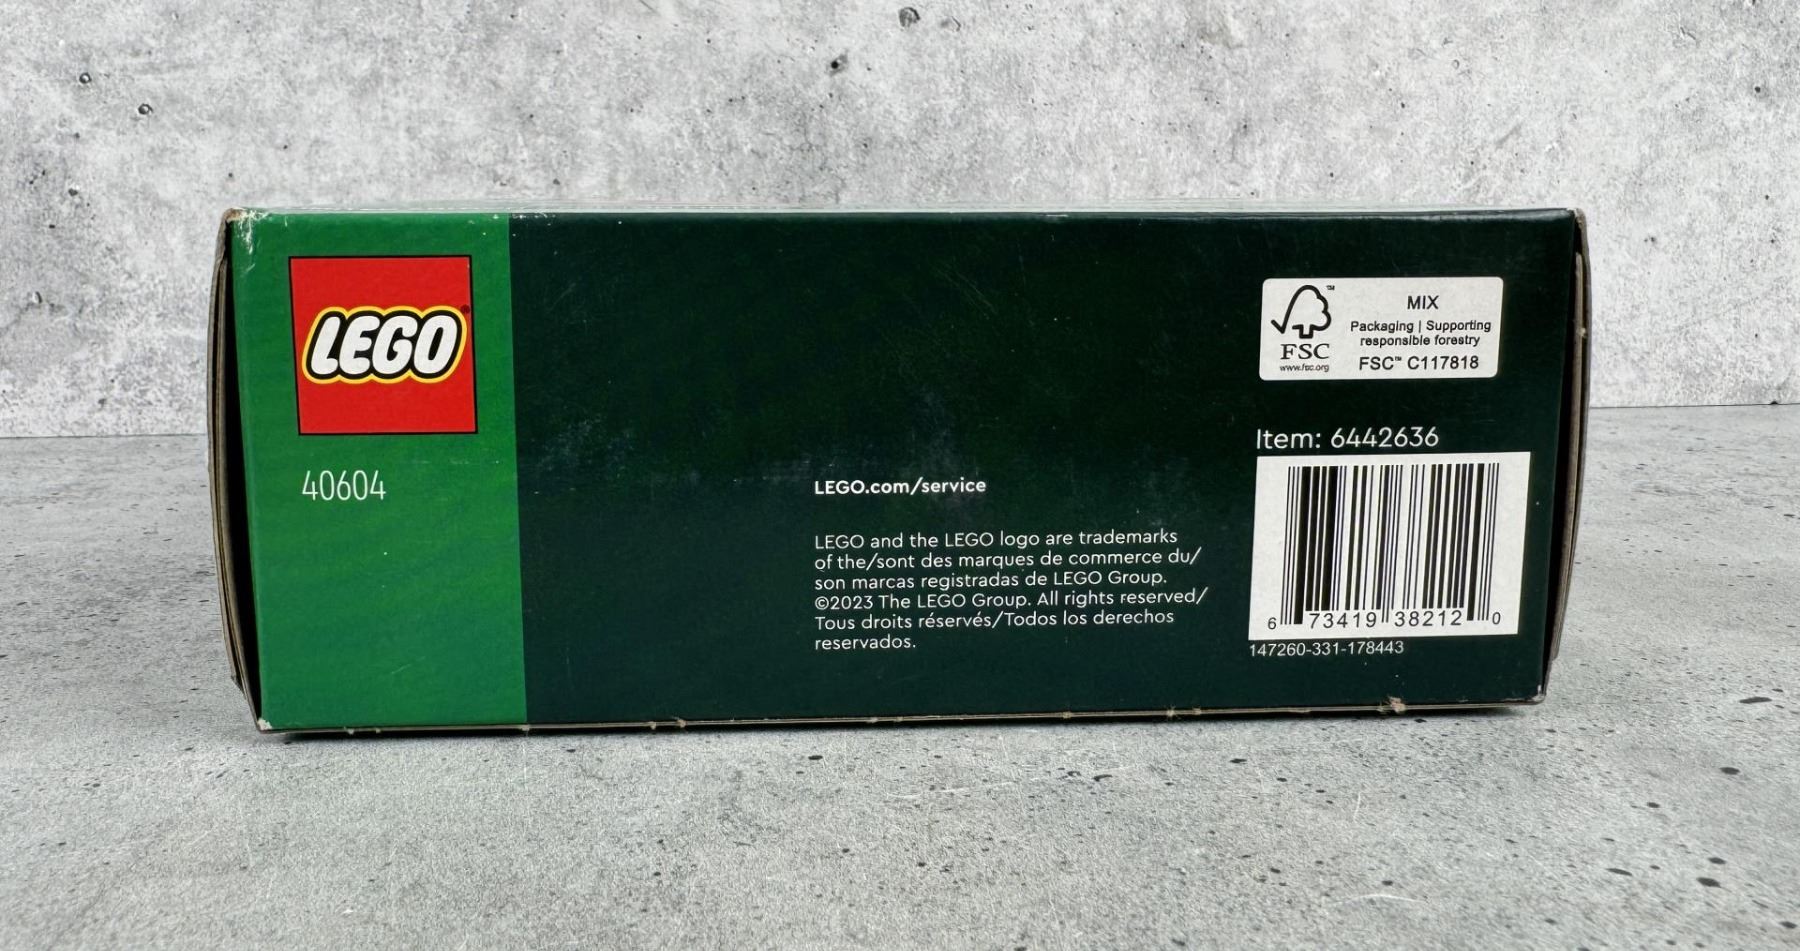 LEGO®
40604
LEGO.com/service
LEGO and the LEGO logo are trademarks
of the/sont des marques de commerce du/
son marcas registradas de LEGO Group.
©2023 The LEGO Group. All rights reserved/
Tous droits réservés/Todos los derechos
reservados.
FSC
www.fsc.org
MIX
Packaging | Supporting
responsible forestry
FSC™ C117818
Item: 6442636
6 73419 38212 0
147260-331-178443